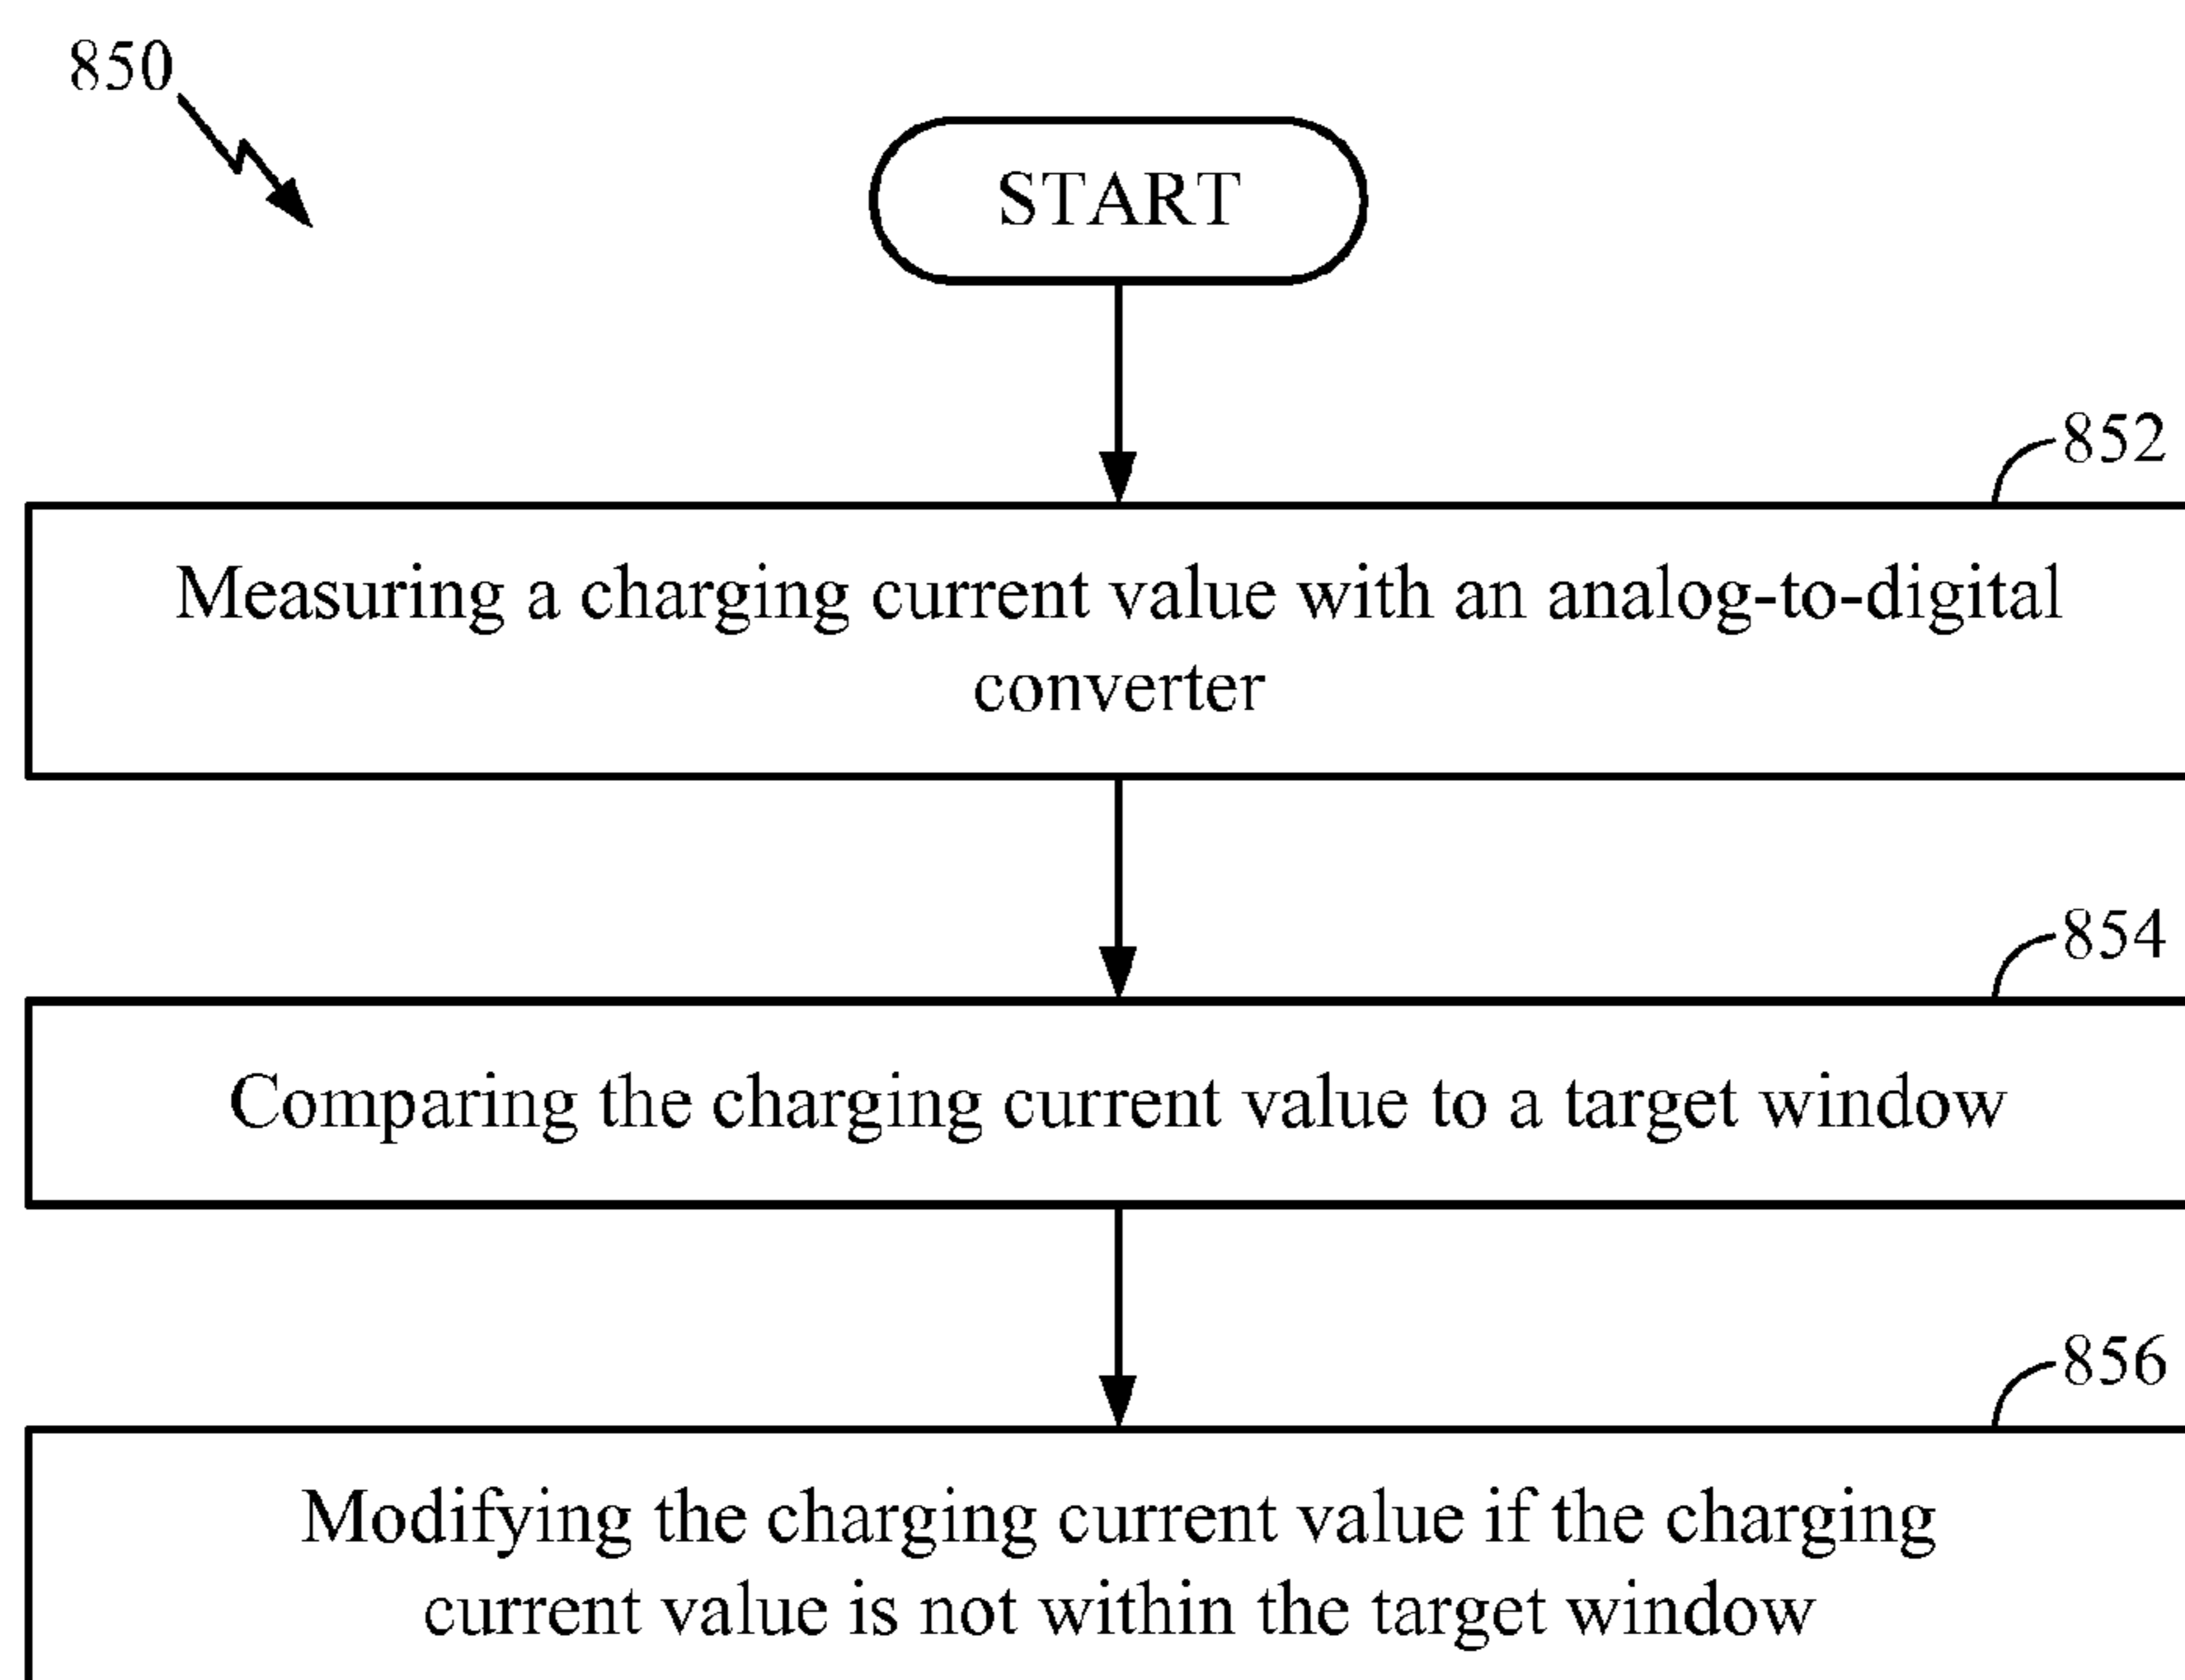 850
START
852
Measuring a charging current value with an analog-to-digital
converter
854
Comparing the charging current value to a target window
856
Modifying the charging current value if the charging
current value is not within the target window